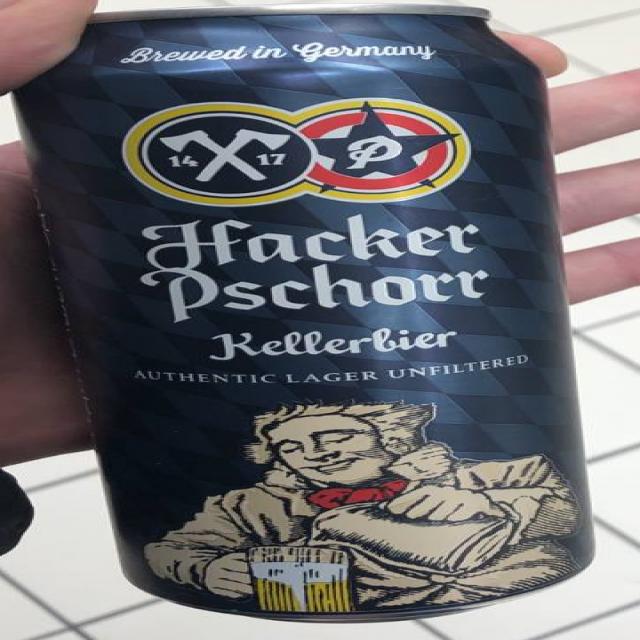 Brewed in Germany
14 17 P
Hacker
Pschorr
Kellerbier
AUTHENTIC LAGER UNFILTERED